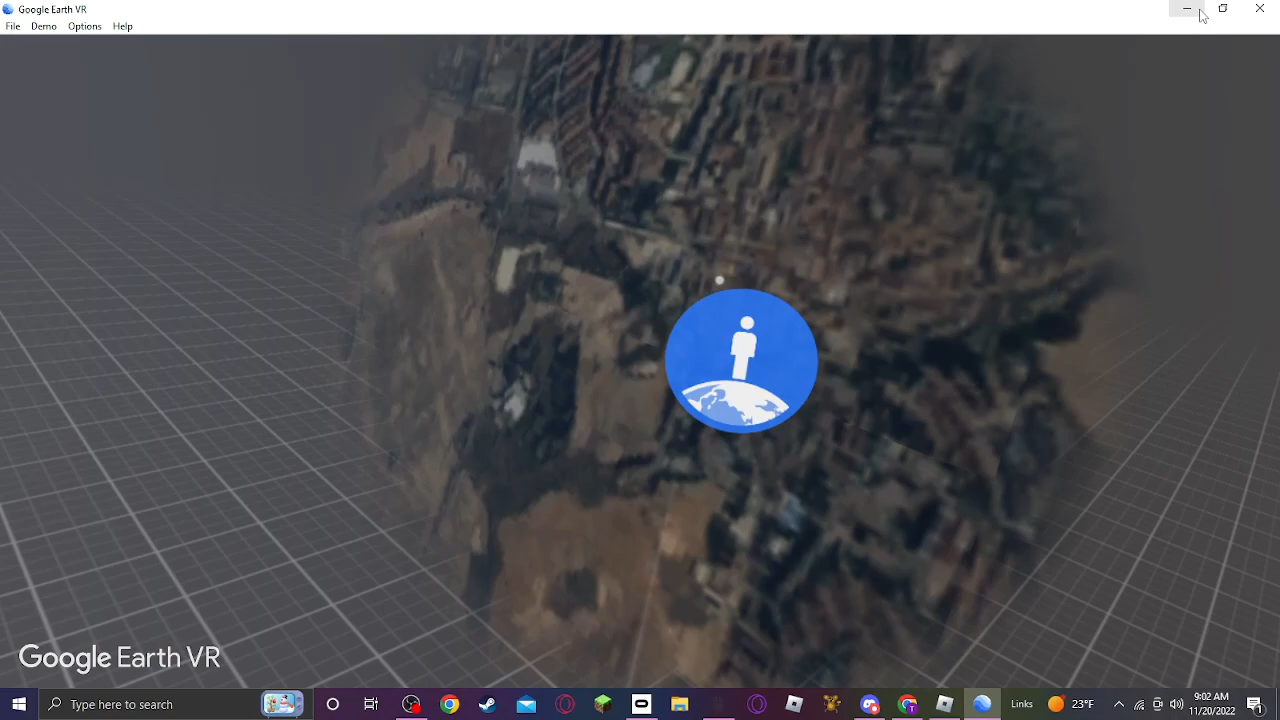 Google Earth VR
File Demo Options Help
Google Earth VR
Type here to search
Links
23°F
9:02 AM
11/20/2022